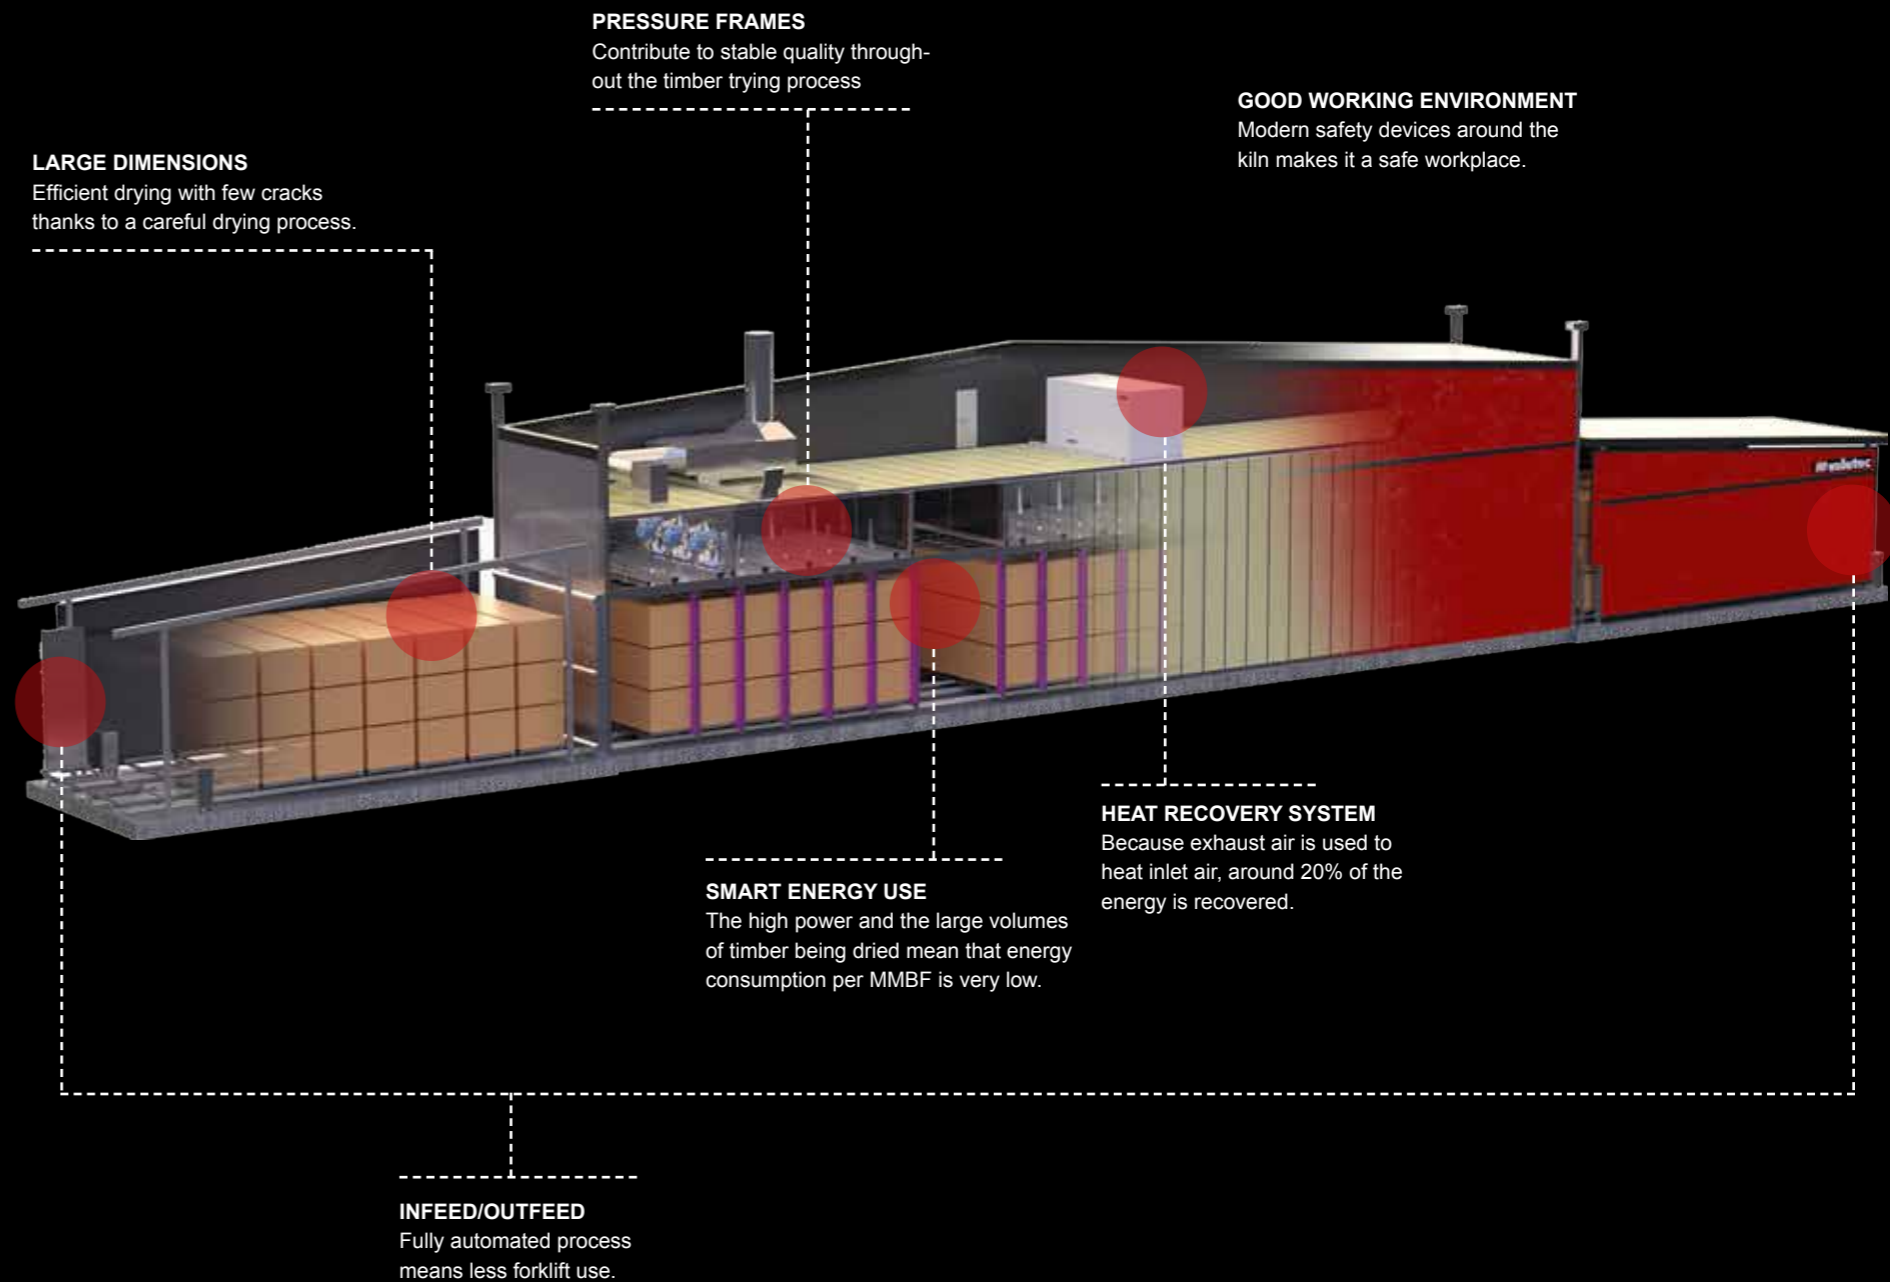 PRESSURE FRAMES
Contribute to stable quality through-
out the timber trying process
GOOD WORKING ENVIRONMENT
Modern safety devices around the
kiln makes it a safe workplace.
LARGE DIMENSIONS
Efficient drying with few cracks
thanks to a careful drying process.
valutec
HEAT RECOVERY SYSTEM
Because exhaust air is used to
heat inlet air, around 20% of the
energy is recovered.
SMART ENERGY USE
The high power and the large volumes
of timber being dried mean that energy
consumption per MMBF is very low.
INFEED/OUTFEED
Fully automated process
means less forklift use.